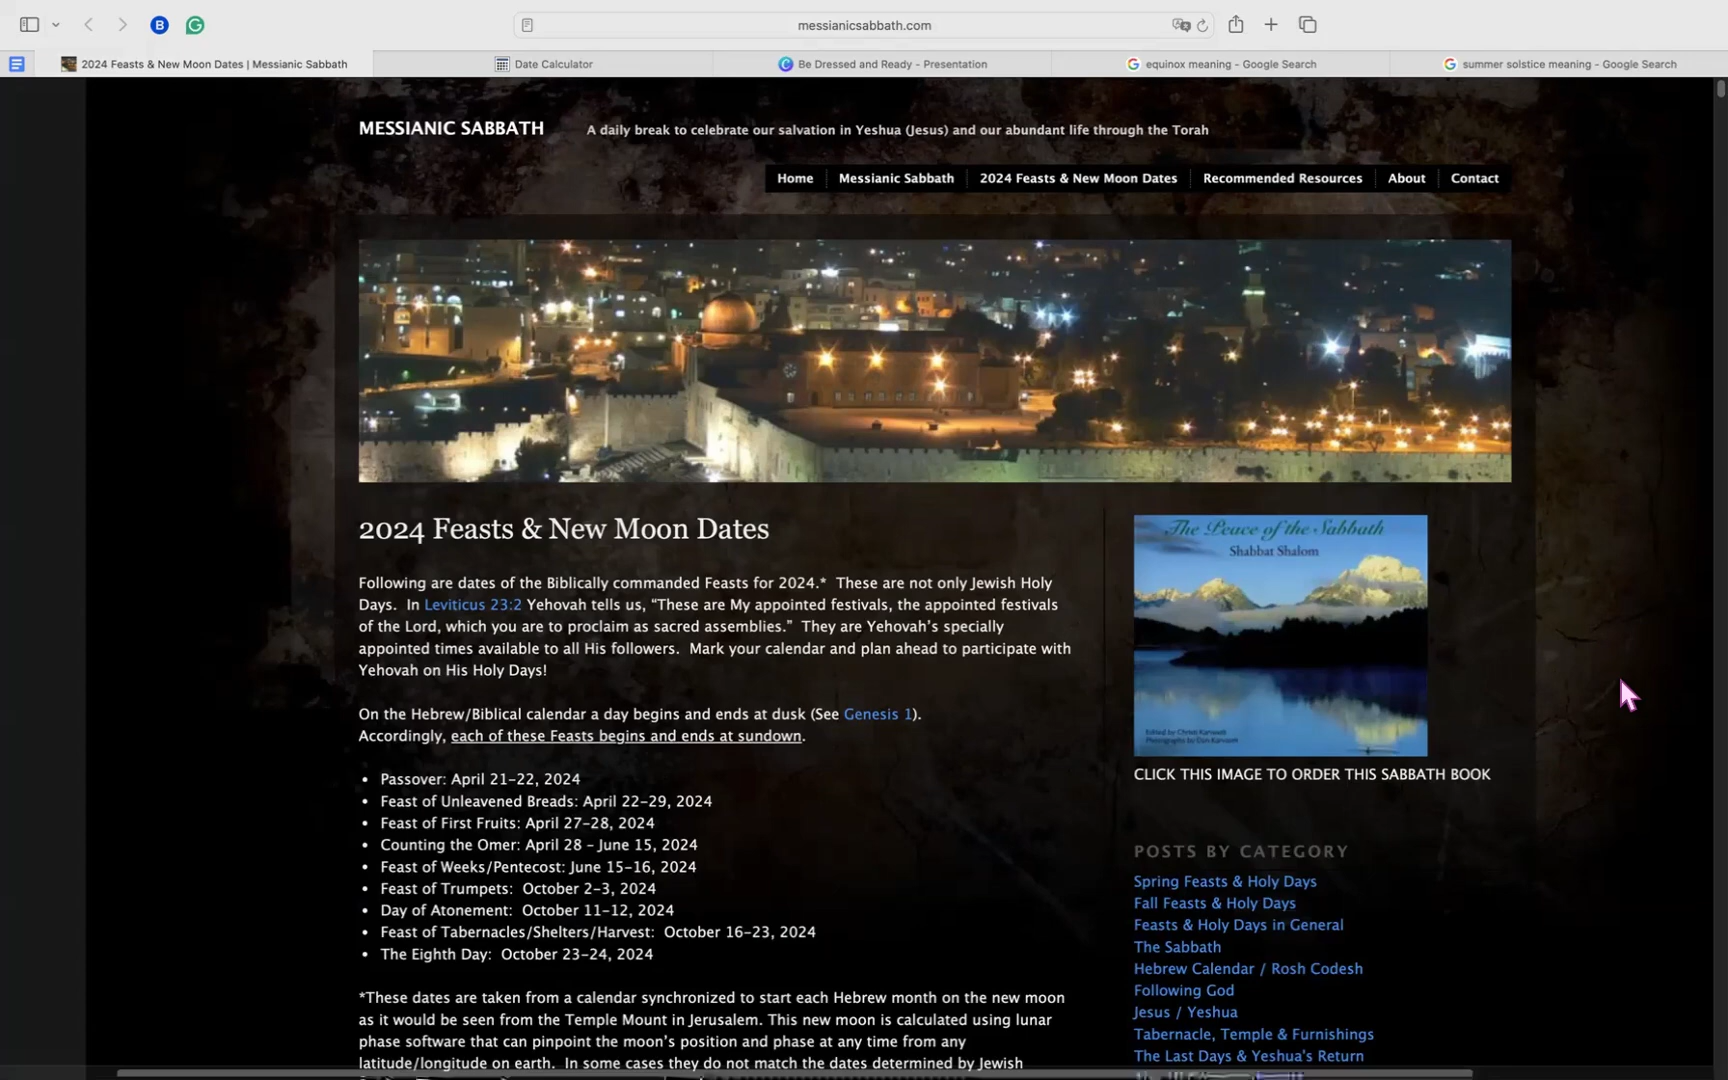 messianicsabbath.com
2024 Feasts & New Moon Dates | Messianic Sabbath
Date Calculator
Be Dressed and Ready - Presentation
equinox meaning - Google Search
summer solstice meaning - Google Search
MESSIANIC SABBATH
A daily break to celebrate our salvation in Yeshua (Jesus) and our abundant life through the Torah
Home
Messianic Sabbath
2024 Feasts & New Moon Dates
Recommended Resources
About
Contact
2024 Feasts & New Moon Dates
Following are dates of the Biblically commanded Feasts for 2024.* These are not only Jewish Holy
Days. In Leviticus 23:2 Yehovah tells us, “These are My appointed festivals, the appointed festivals
of the Lord, which you are to proclaim as sacred assemblies.” They are Yehovah’s specially
appointed times available to all His followers. Mark your calendar and plan ahead to participate with
Yehovah on His Holy Days!
On the Hebrew/Biblical calendar a day begins and ends at dusk (See Genesis 1).
Accordingly, each of these Feasts begins and ends at sundown.
• Passover: April 21-22, 2024
• Feast of Unleavened Breads: April 22-29, 2024
• Feast of First Fruits: April 27-28, 2024
• Counting the Omer: April 28 – June 15, 2024
• Feast of Weeks/Pentecost: June 15-16, 2024
• Feast of Trumpets: October 2-3, 2024
• Day of Atonement: October 11-12, 2024
• Feast of Tabernacles/Shelters/Harvest: October 16-23, 2024
• The Eighth Day: October 23-24, 2024
*These dates are taken from a calendar synchronized to start each Hebrew month on the new moon
as it would be seen from the Temple Mount in Jerusalem. This new moon is calculated using lunar
phase software that can pinpoint the moon’s position and phase at any time from any
latitude/longitude on earth. In some cases they do not match the dates determined by Jewish
The Peace of the Sabbath
Shabbat Shalom
CLICK THIS IMAGE TO ORDER THIS SABBATH BOOK
POSTS BY CATEGORY
Spring Feasts & Holy Days
Fall Feasts & Holy Days
Feasts & Holy Days in General
The Sabbath
Hebrew Calendar / Rosh Codesh
Following God
Jesus / Yeshua
Tabernacle, Temple & Furnishings
The Last Days & Yeshua's Return